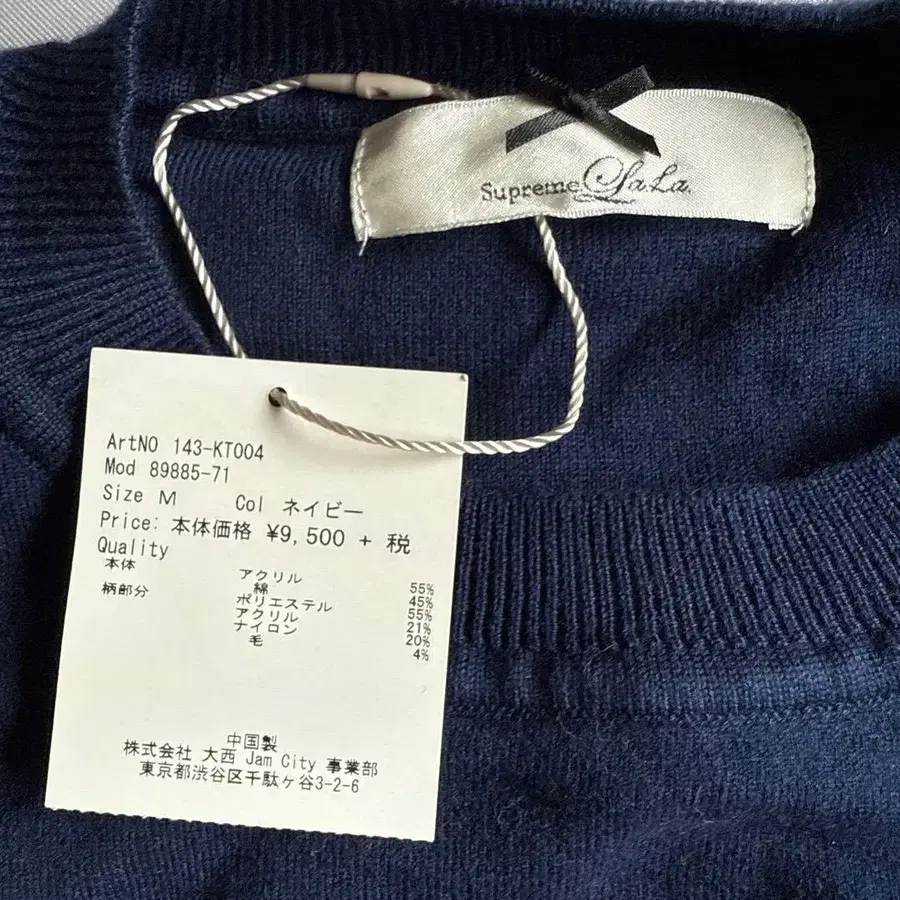 Supreme La.La.
ArtNO 143-KT004
Mod 89885-71
Size M Col ネイビー
Price: 本体価格 ¥9,500 + 税
Quality
本体 アクリル 55%
綿 45%
柄部分 ポリエステル 55%
アクリル 21%
ナイロン 20%
毛 4%
中国製
株式会社 大西 Jam City 事業部
東京都渋谷区千駄ヶ谷3-2-6